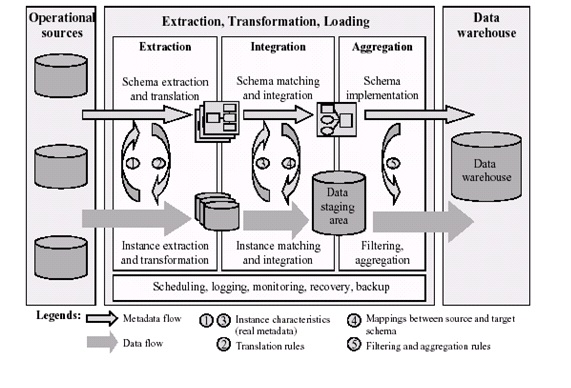 Operational
sources
Extraction, Transformation, Loading
Data
warehouse
Extraction
Integration
Aggregation
Schema extraction
and translation
Schema matching
and integration
Schema
implementation
1
2
3
4
5
Data
warehouse
Data
staging
area
Instance extraction
and transformation
Instance matching
and integration
Filtering,
aggregation
Scheduling, logging, monitoring, recovery, backup
Legends:
Metadata flow
Data flow
1 3 Instance characteristics
(real metadata)
2 Translation rules
4 Mappings between source and target
schema
5 Filtering and aggregation rules